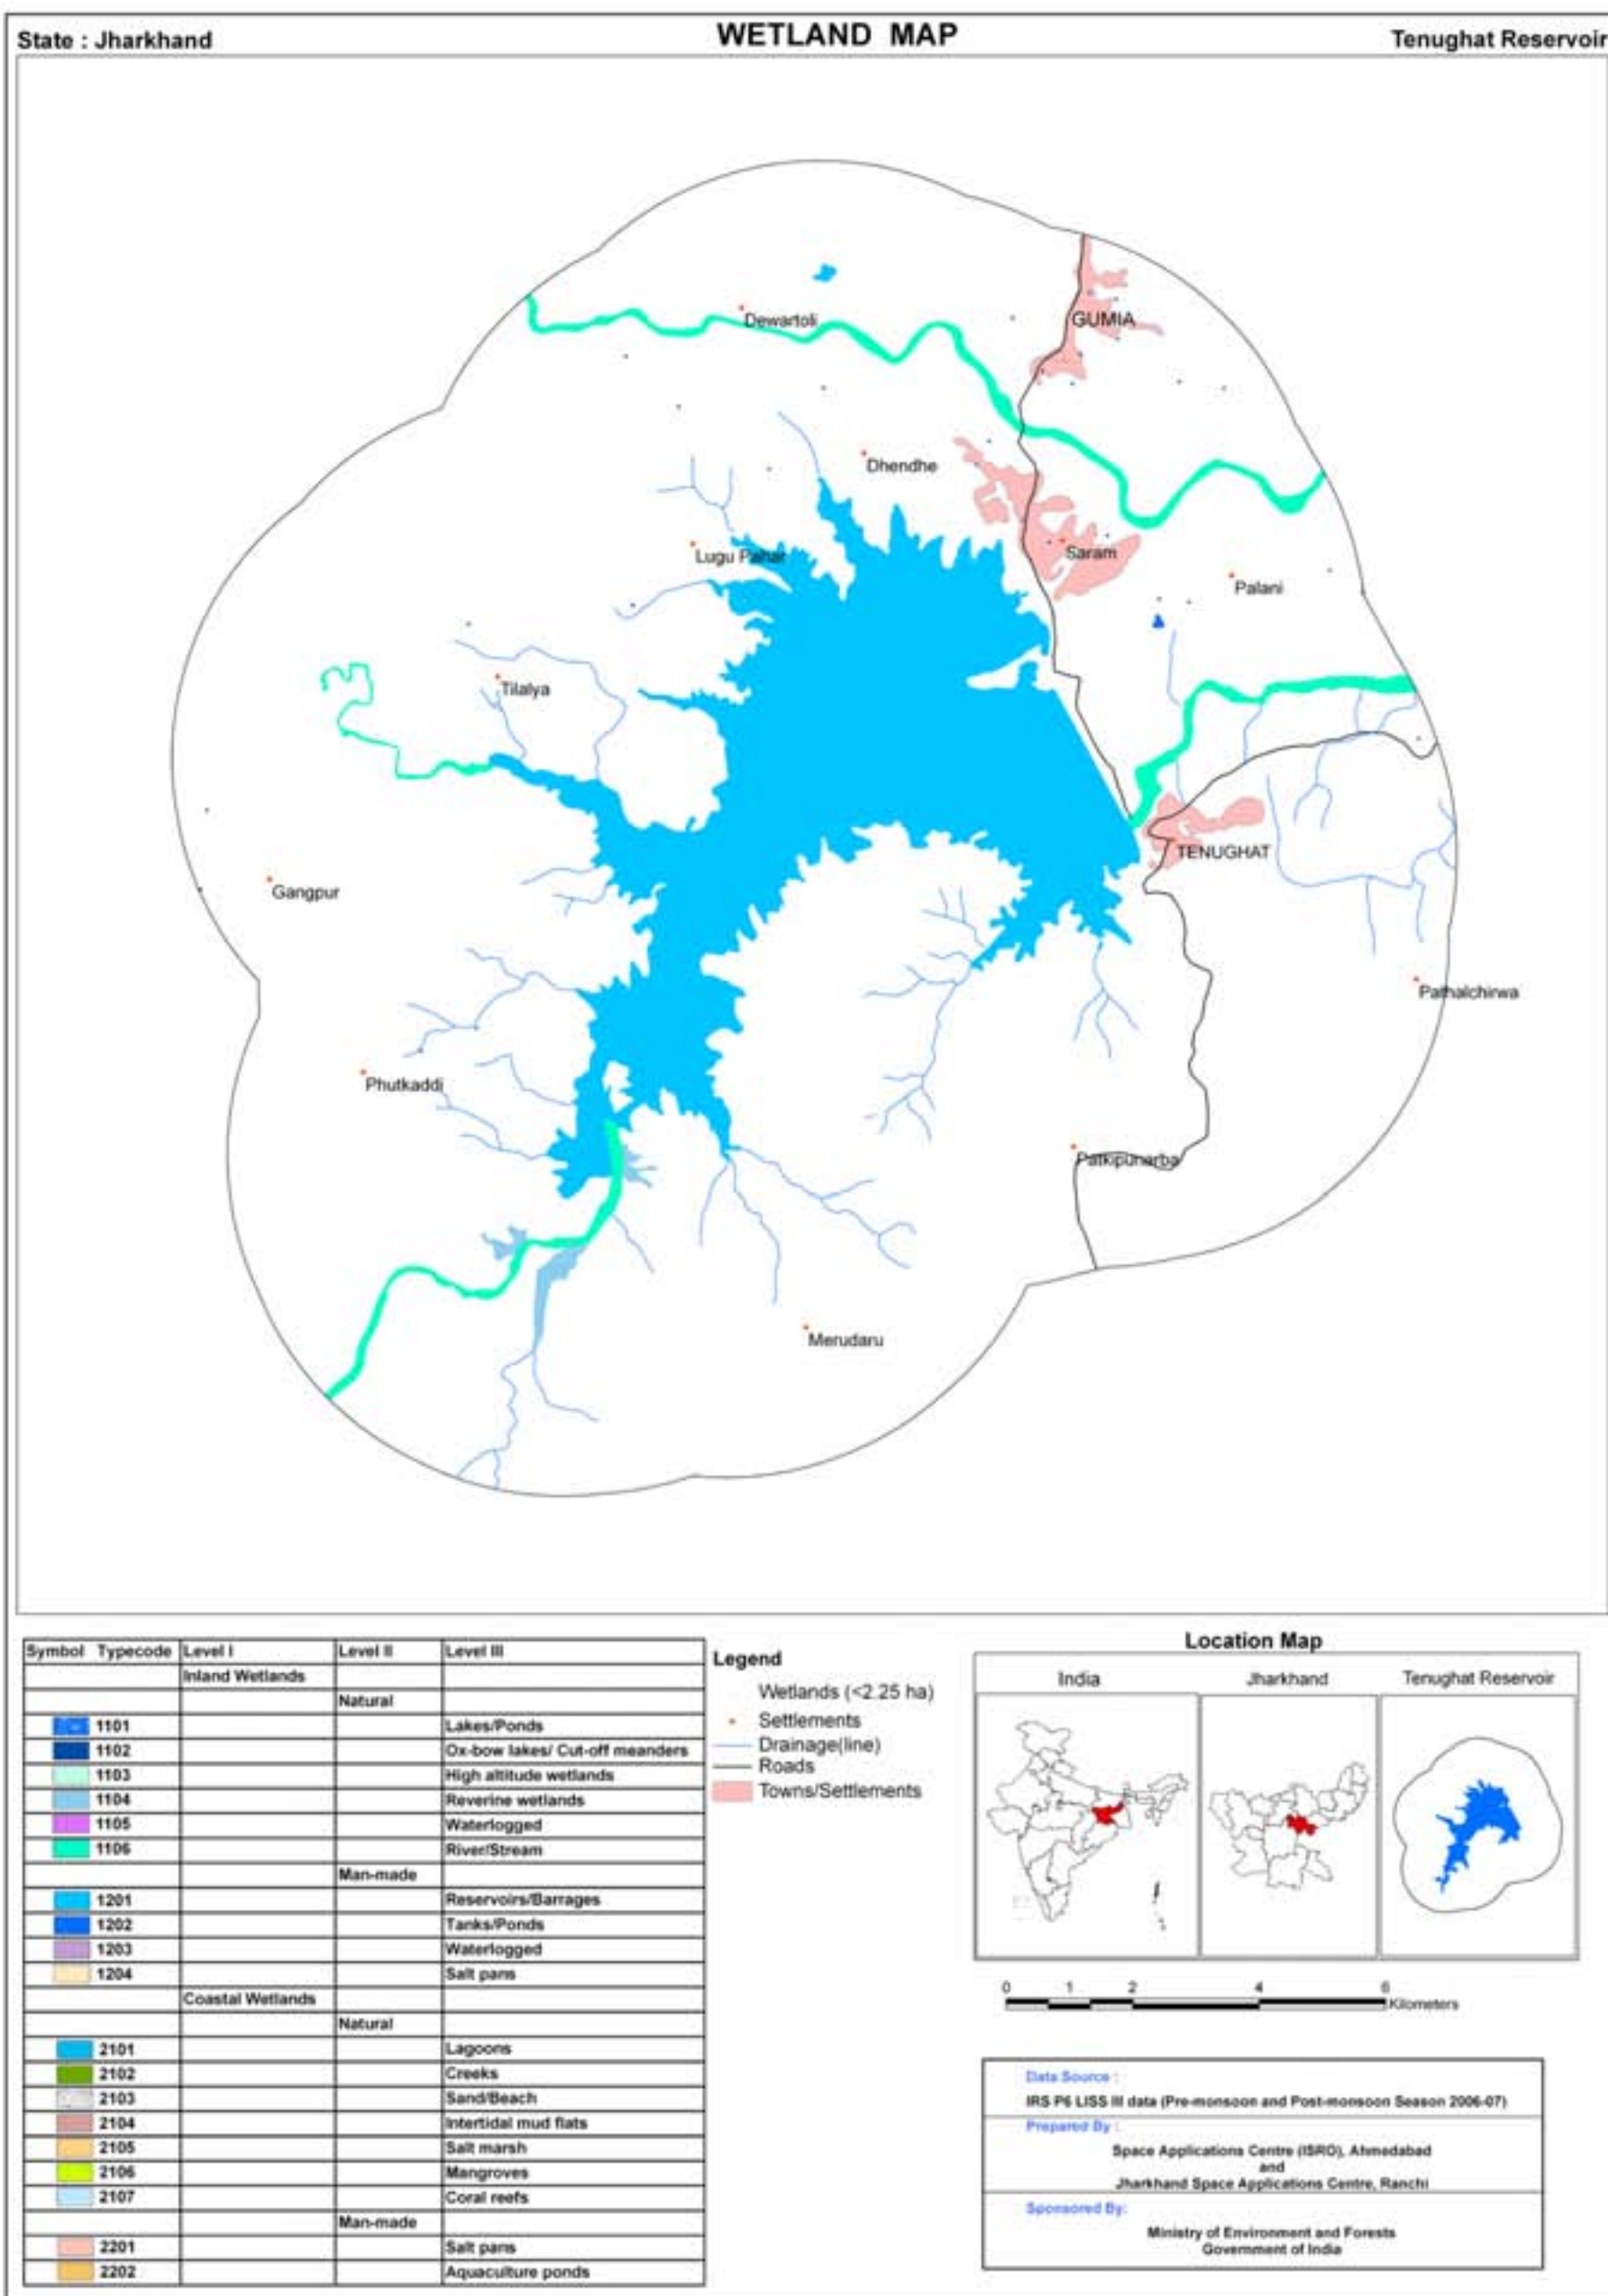 State : Jharkhand
WETLAND MAP
Tenughat Reservoir
GUMIA
Dewartoli
Dhendhe
Lugu Pahar
Saram
Palani
Tilalya
TENUGHAT
Gangpur
Pathalchirwa
Phutkaddi
Patkipunarba
Merudaru
Symbol Typecode Level I Level II Level III
Inland Wetlands
Natural
1101 Lakes/Ponds
1102 Ox-bow lakes/ Cut-off meanders
1103 High altitude wetlands
1104 Reverine wetlands
1105 Waterlogged
1106 River/Stream
Man-made
1201 Reservoirs/Barrages
1202 Tanks/Ponds
1203 Waterlogged
1204 Salt pans
Coastal Wetlands
Natural
2101 Lagoons
2102 Creeks
2103 Sand/Beach
2104 Intertidal mud flats
2105 Salt marsh
2106 Mangroves
2107 Coral reefs
Man-made
2201 Salt pans
2202 Aquaculture ponds
Legend
Wetlands (<2.25 ha)
Settlements
Drainage(line)
Roads
Towns/Settlements
Location Map
India Jharkhand Tenughat Reservoir
0 1 2 4 6
Kilometers
Data Source :
IRS P6 LISS III data (Pre-monsoon and Post-monsoon Season 2006-07)
Prepared By :
Space Applications Centre (ISRO), Ahmedabad
and
Jharkhand Space Applications Centre, Ranchi
Sponsored By:
Ministry of Environment and Forests
Government of India